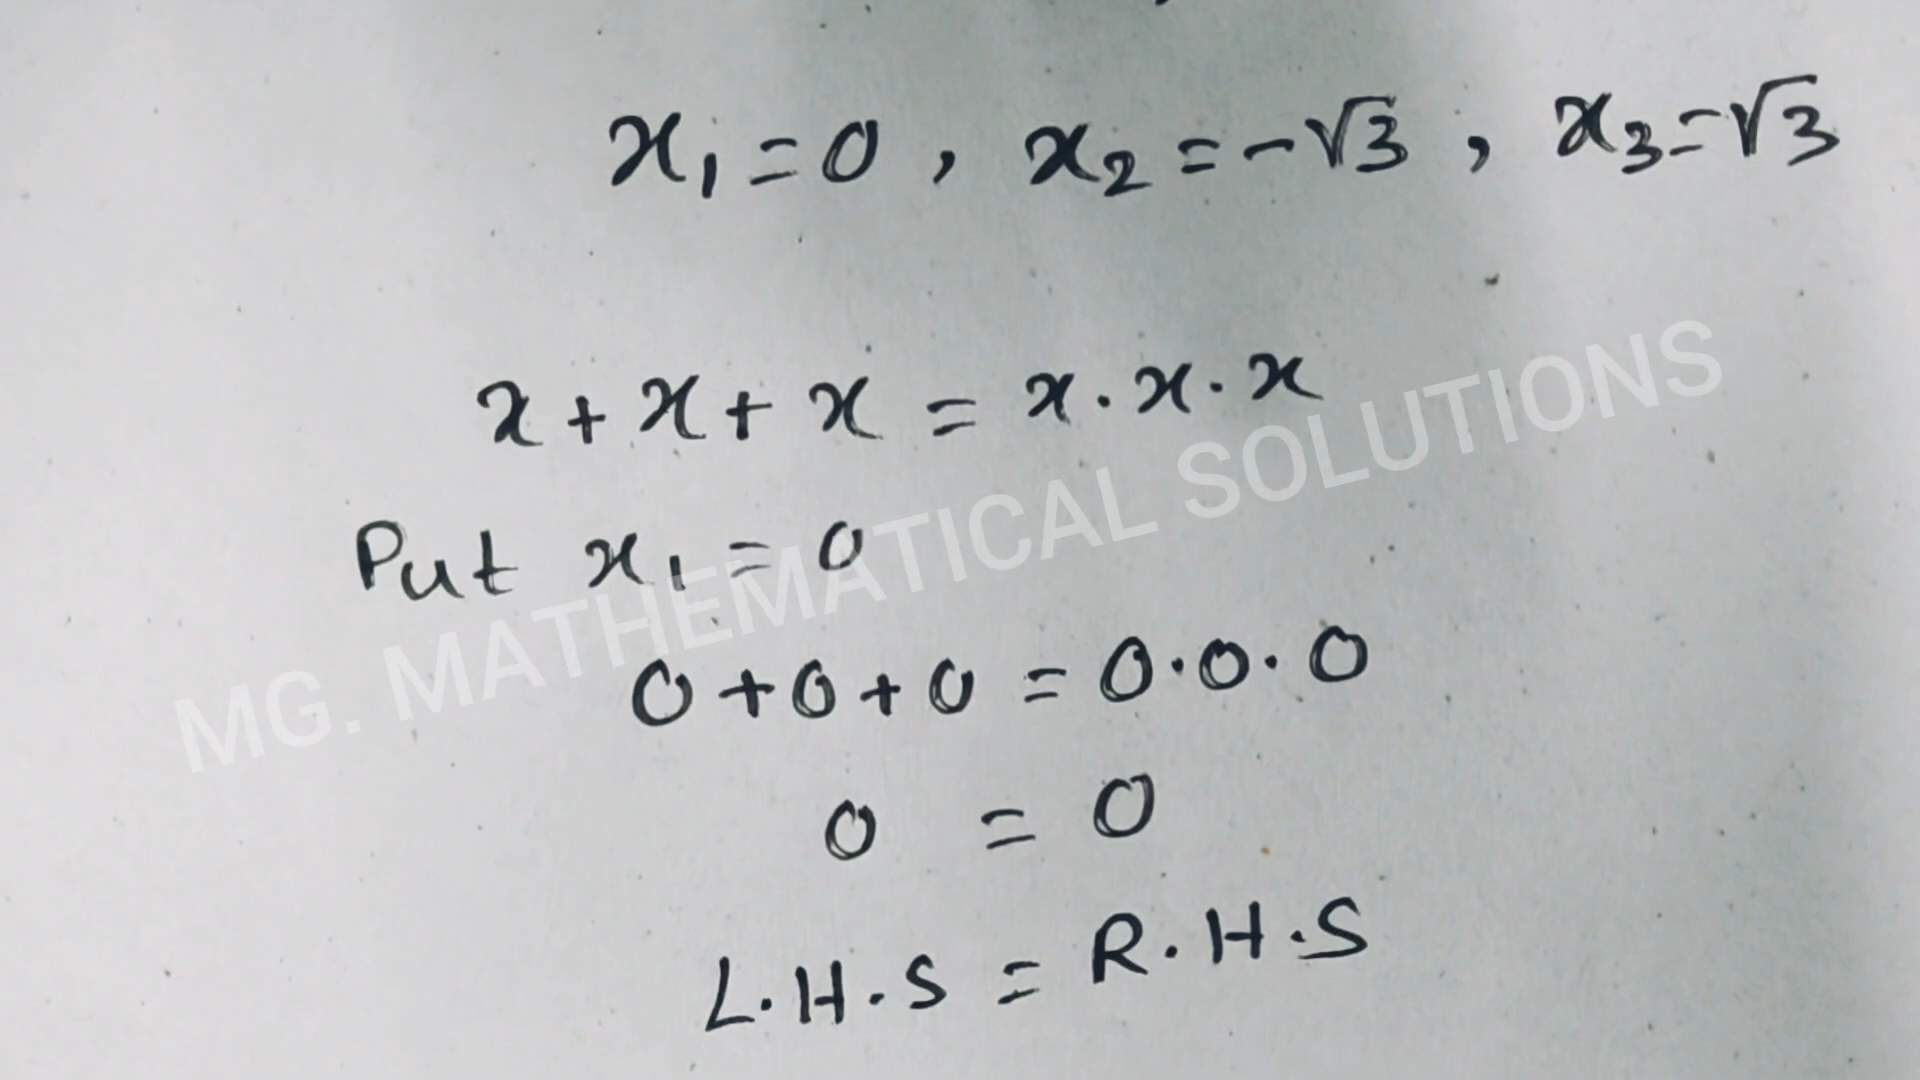 x₁ = 0 , x₂ = -√3 , x₃ = √3
x + x + x = x . x . x
Put x₁ = 0
0 + 0 + 0 = 0 . 0 . 0
0 = 0
L.H.S = R.H.S
MG. MATHEMATICAL SOLUTIONS